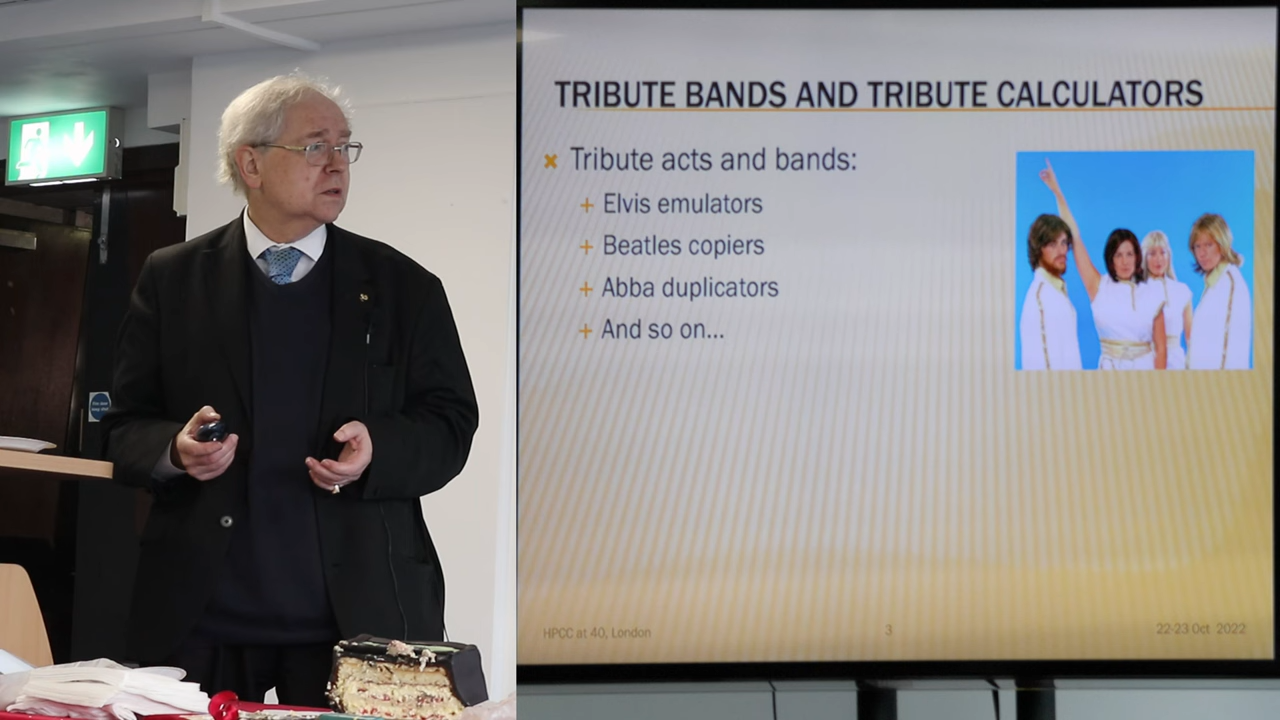 TRIBUTE BANDS AND TRIBUTE CALCULATORS
Tribute acts and bands:
+ Elvis emulators
+ Beatles copiers
+ Abba duplicators
+ And so on...
HPCC at 40, London
3
22-23 Oct 2022